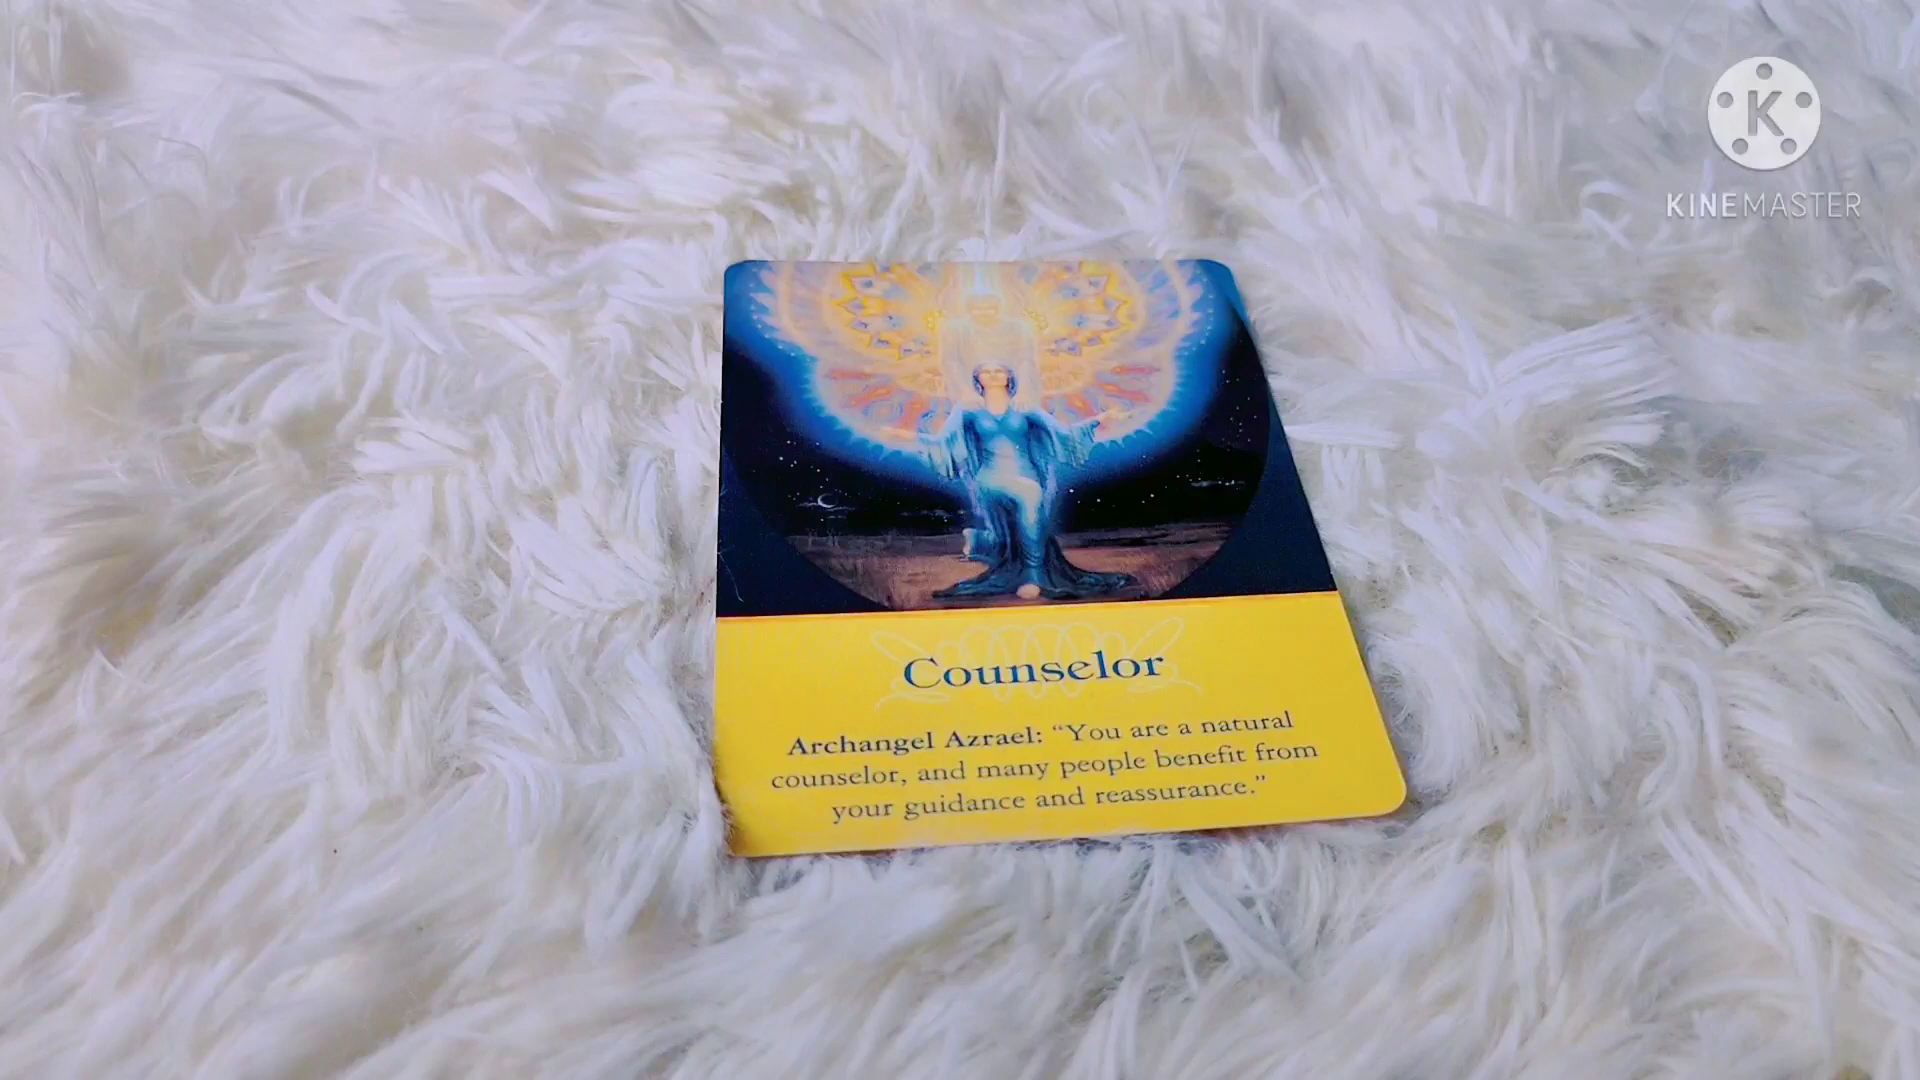 K
KINEMASTER
Counselor
Archangel Azrael: “You are a natural
counselor, and many people benefit from
your guidance and reassurance.”